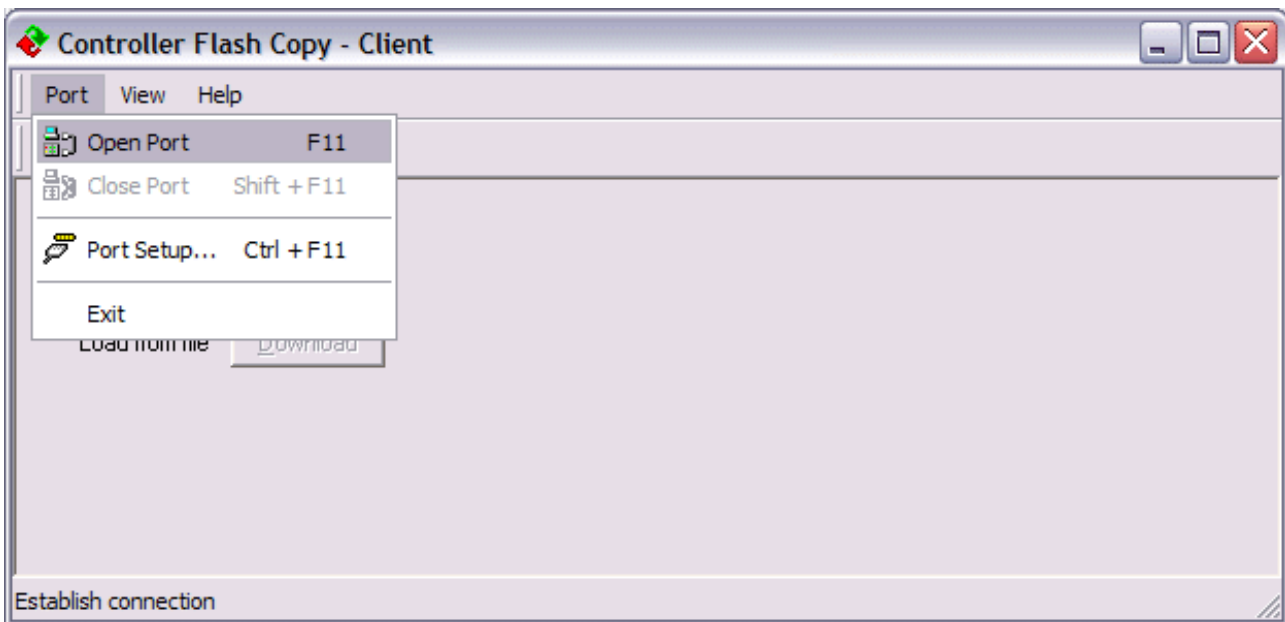 Controller Flash Copy - Client
Port View Help
Open Port F11
Close Port Shift + F11
Port Setup... Ctrl + F11
Exit
Load from file Download
Establish connection